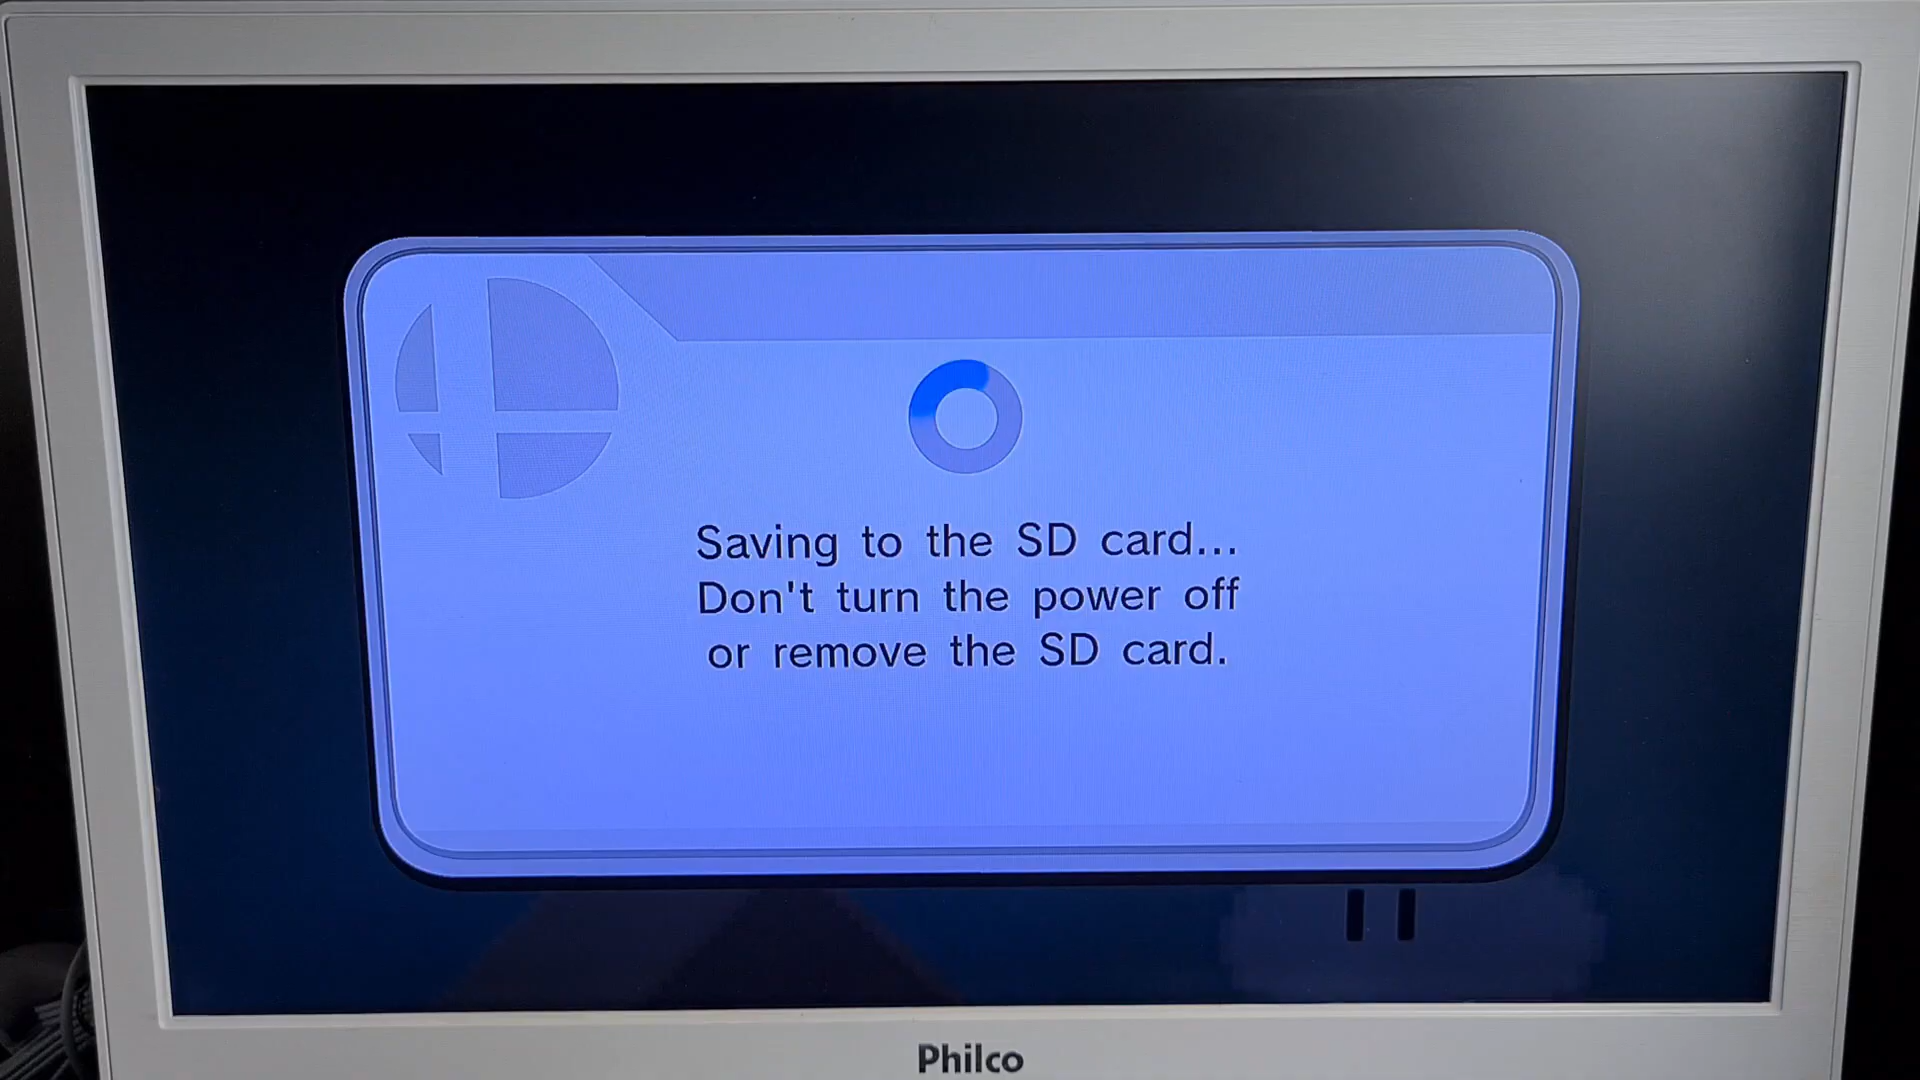 Saving to the SD card...
Don't turn the power off
or remove the SD card.
Philco